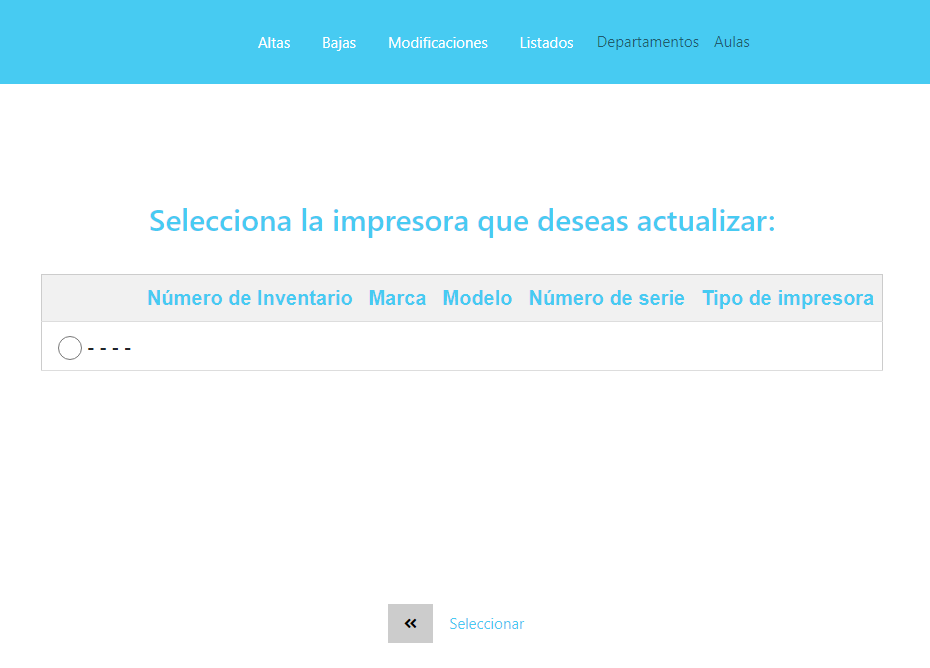 Altas Bajas Modificaciones Listados Departamentos Aulas
Selecciona la impresora que deseas actualizar:
Número de Inventario Marca Modelo Número de serie Tipo de impresora
- - - -
« Seleccionar